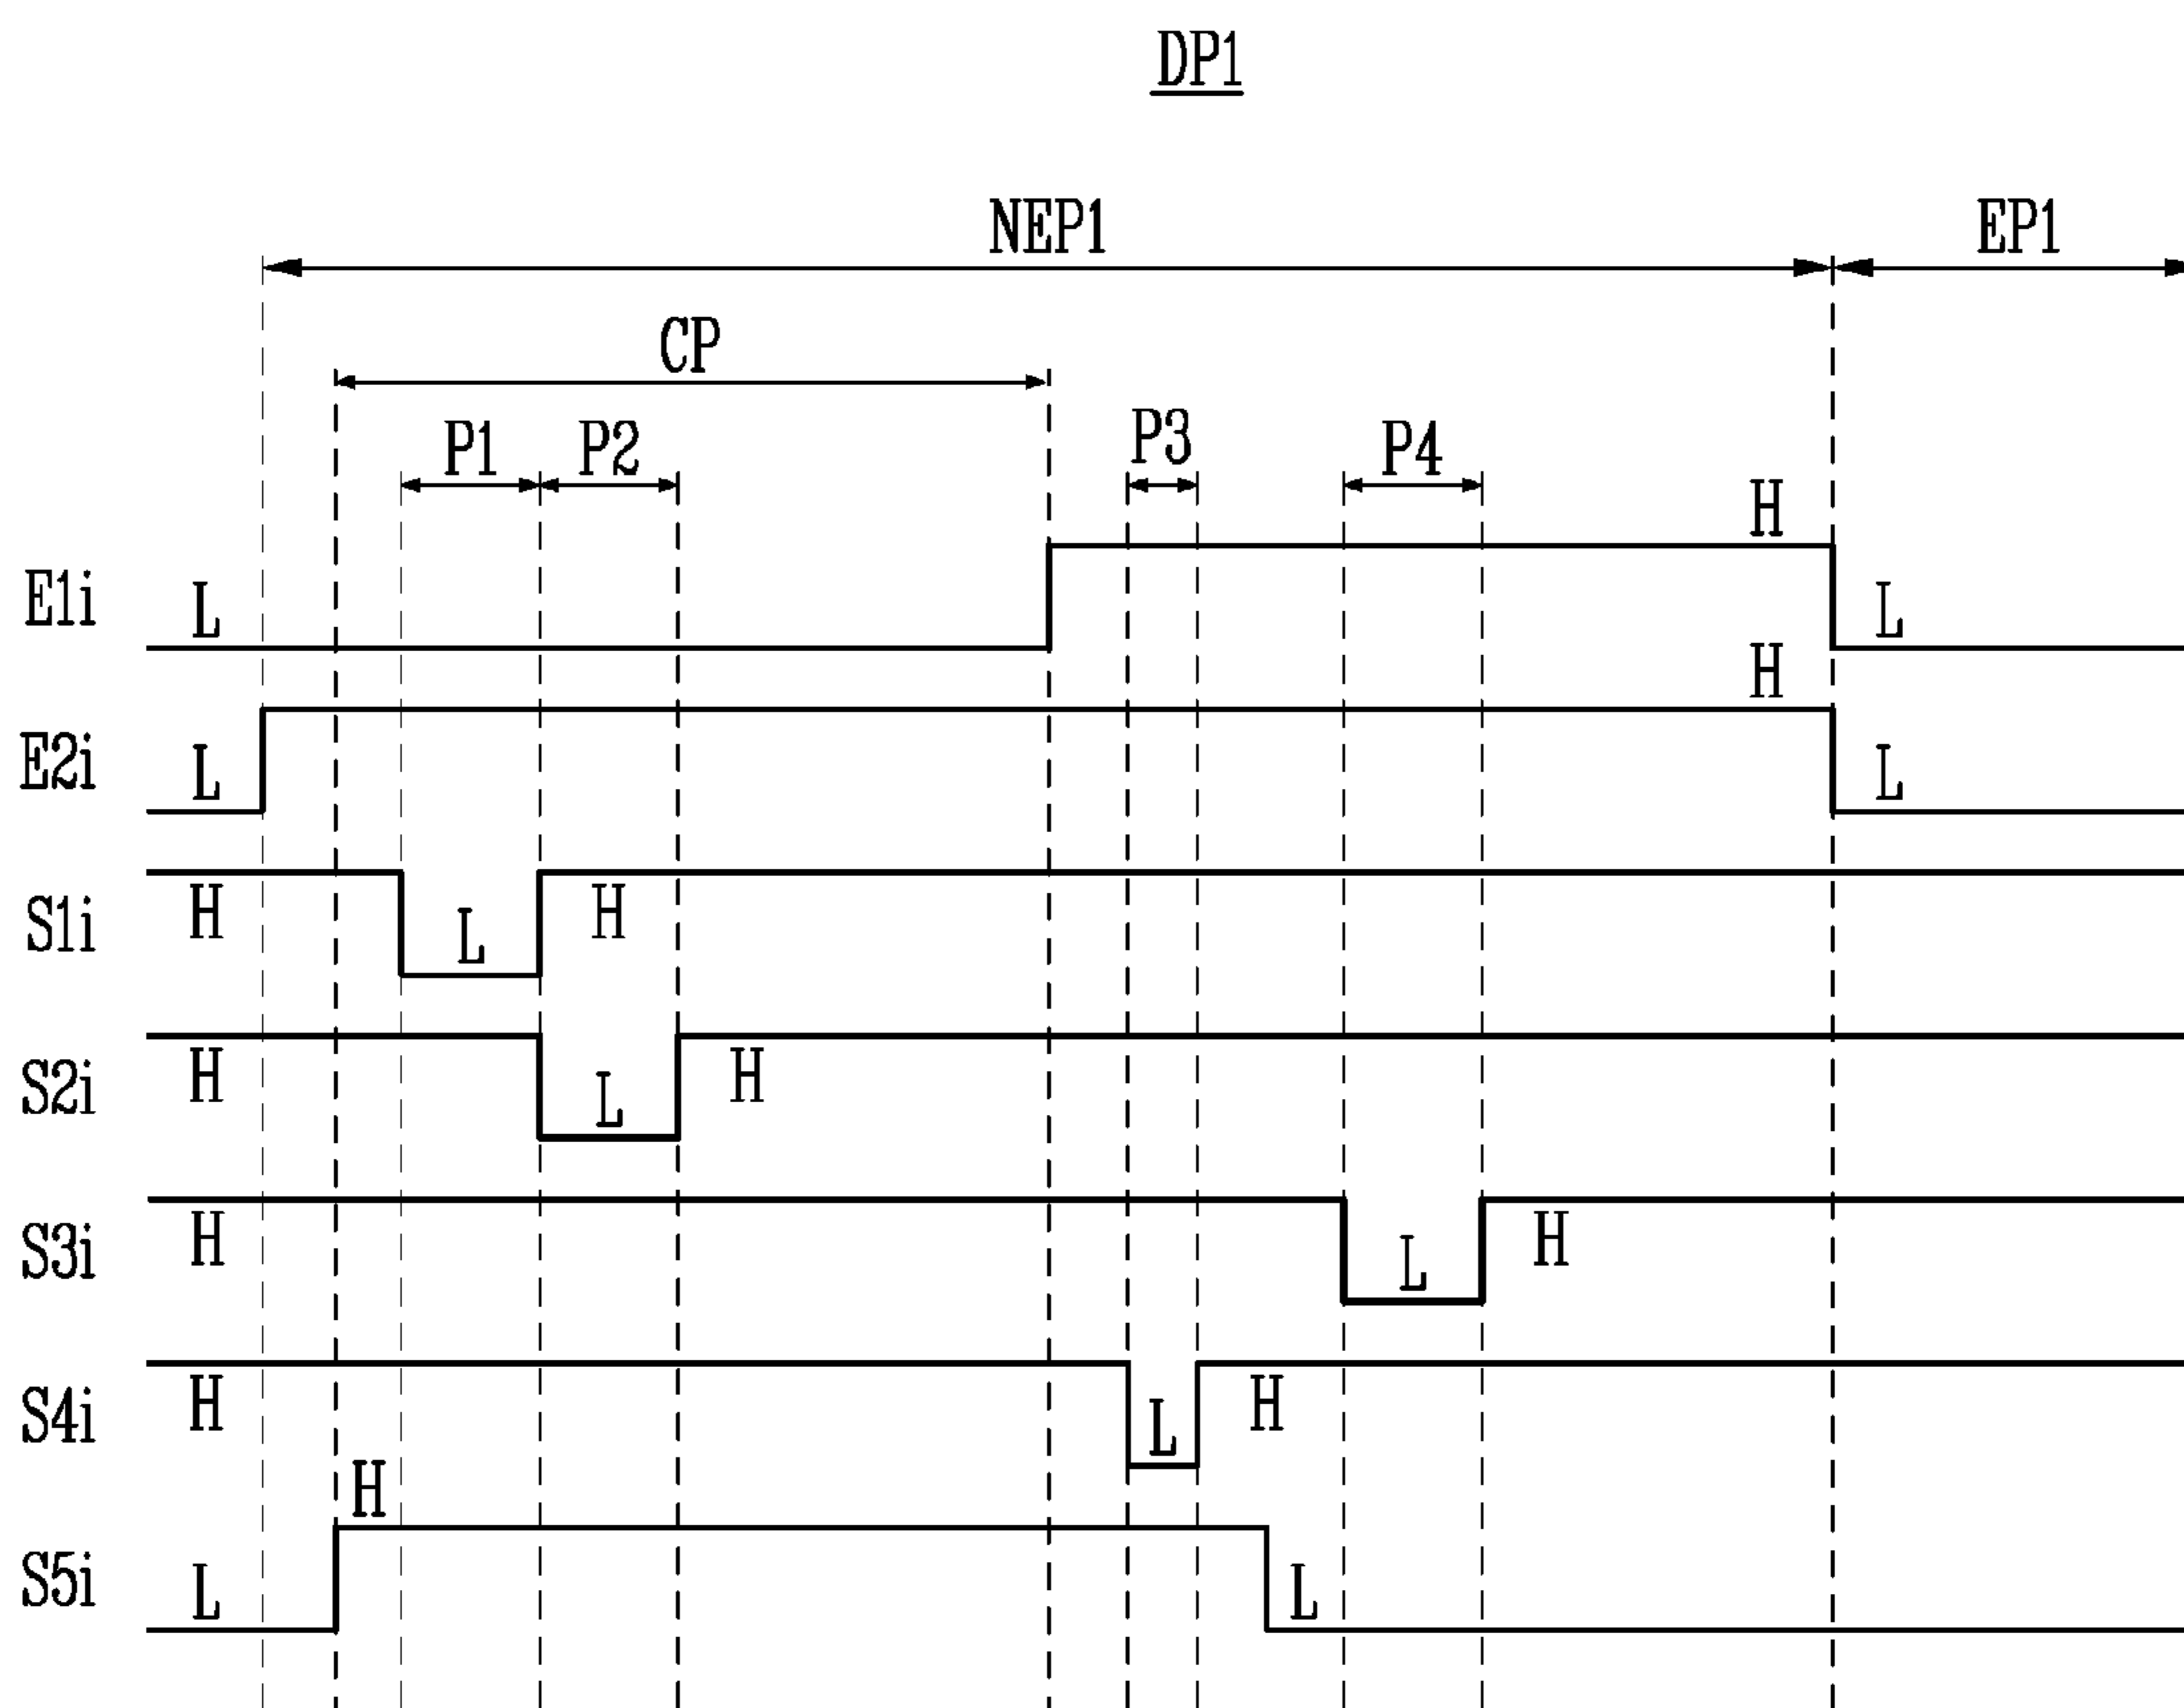 DP1
NEP1 EP1
CP
P1 P2 P3 P4
H
E1i L L
H
E2i L L
S1i H L H
S2i H L H
S3i H L H
S4i H L H
H
S5i L L